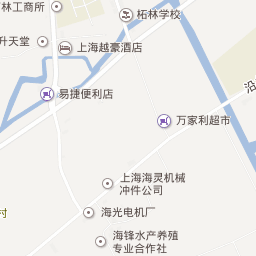 林工商所
柘林学校
升天堂
上海越豪酒店
沿
易捷便利店
万家利超市
上海海灵机械
冲件公司
海光电机厂
村
海锋水产养殖
专业合作社